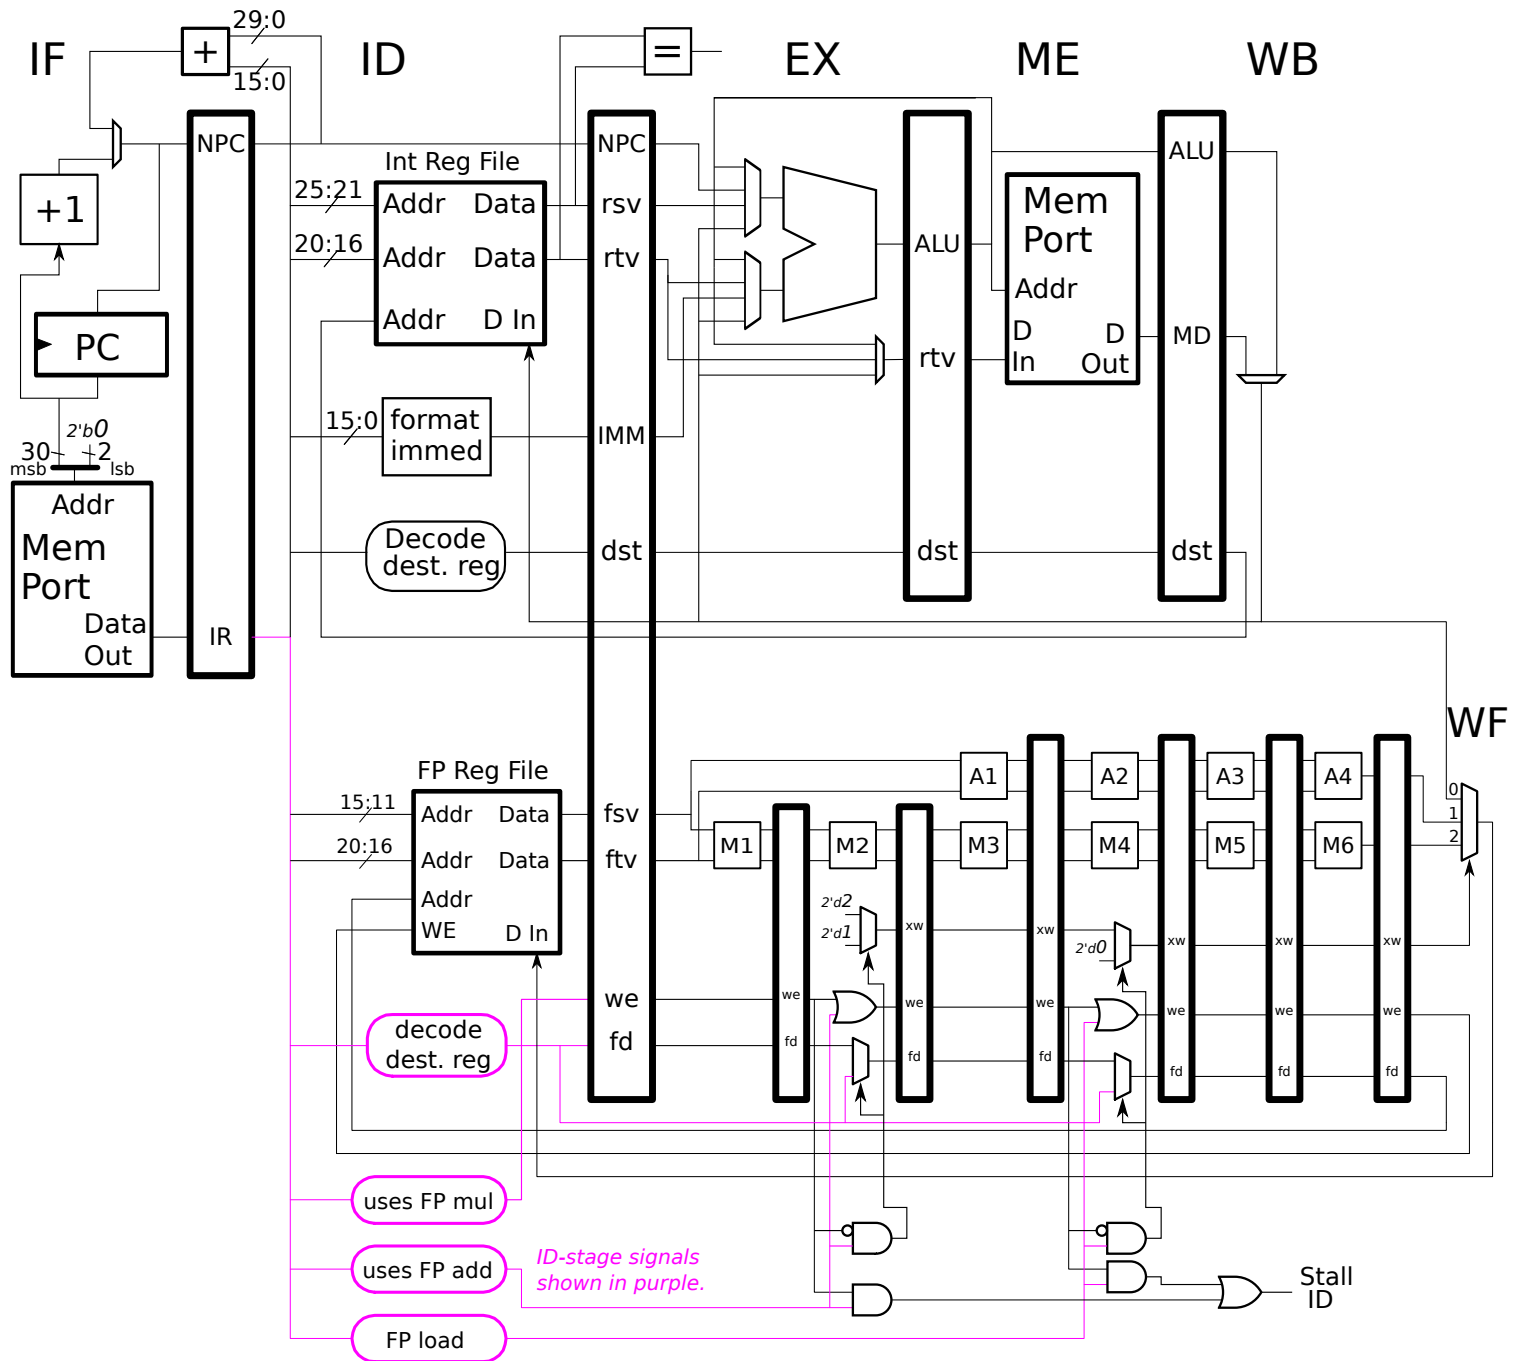 IF
ID
EX
ME
WB
29:0
+
15:0
=
NPC
NPC
ALU
+1
Int Reg File
25:21
Addr
Data
rsv
20:16
Addr
Data
rtv
Addr
D In
ALU
Mem
Port
Addr
D
In
D
Out
MD
rtv
PC
15:0
format
immed
IMM
2'b0
30
2
msb
lsb
Addr
Mem
Port
Data
Out
IR
Decode
dest. reg
dst
dst
dst
WF
FP Reg File
15:11
Addr
Data
fsv
20:16
Addr
Data
ftv
Addr
WE
D In
A1
A2
A3
A4
M1
M2
M3
M4
M5
M6
0
1
2
2'd2
2'd1
xw
xw
2'd0
xw
xw
xw
we
we
we
we
we
we
we
decode
dest. reg
fd
fd
fd
fd
fd
fd
fd
uses FP mul
uses FP add
FP load
ID-stage signals
shown in purple.
Stall
ID